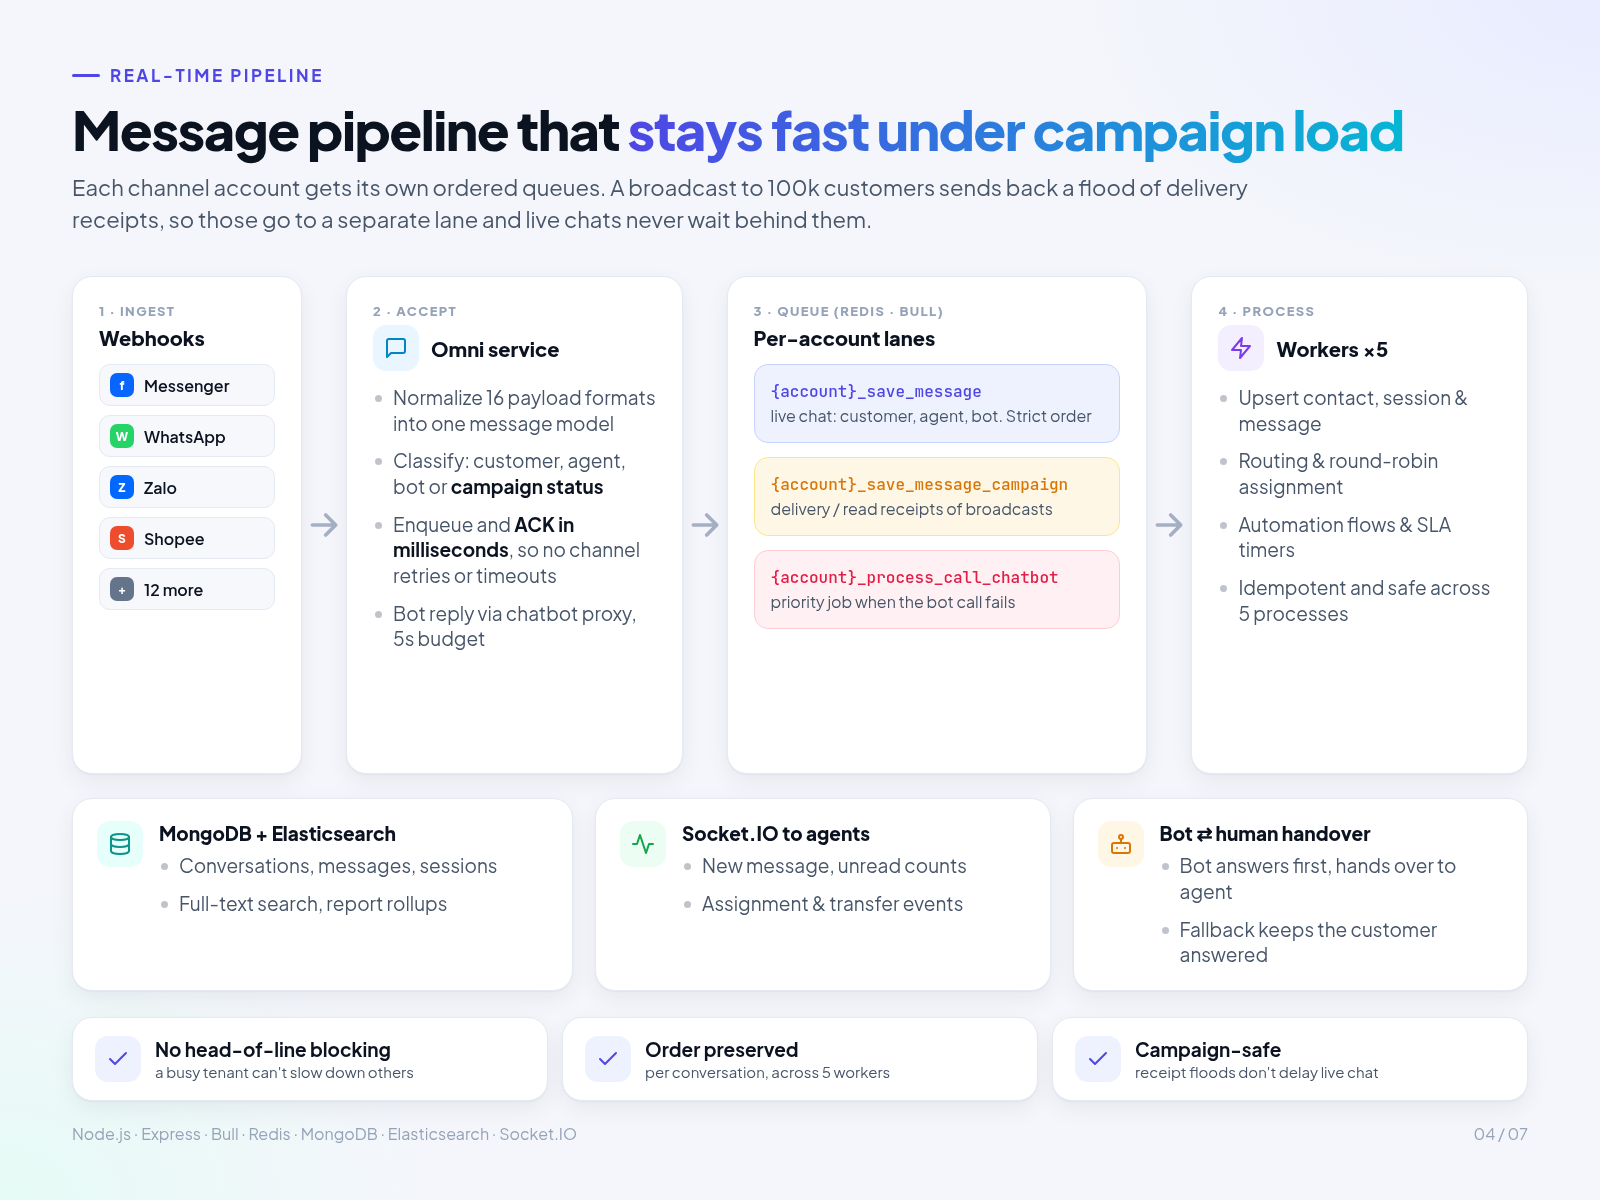 REAL-TIME PIPELINE
Message pipeline that stays fast under campaign load
Each channel account gets its own ordered queues. A broadcast to 100k customers sends back a flood of delivery
receipts, so those go to a separate lane and live chats never wait behind them.
1 · INGEST
Webhooks
f Messenger
W WhatsApp
Z Zalo
S Shopee
+ 12 more
2 · ACCEPT
Omni service
Normalize 16 payload formats
into one message model
Classify: customer, agent,
bot or campaign status
Enqueue and ACK in
milliseconds, so no channel
retries or timeouts
Bot reply via chatbot proxy,
5s budget
3 · QUEUE (REDIS · BULL)
Per-account lanes
{account}_save_message
live chat: customer, agent, bot. Strict order
{account}_save_message_campaign
delivery / read receipts of broadcasts
{account}_process_call_chatbot
priority job when the bot call fails
4 · PROCESS
Workers ×5
Upsert contact, session &
message
Routing & round-robin
assignment
Automation flows & SLA
timers
Idempotent and safe across
5 processes
MongoDB + Elasticsearch
Conversations, messages, sessions
Full-text search, report rollups
Socket.IO to agents
New message, unread counts
Assignment & transfer events
Bot ⇄ human handover
Bot answers first, hands over to
agent
Fallback keeps the customer
answered
No head-of-line blocking
a busy tenant can't slow down others
Order preserved
per conversation, across 5 workers
Campaign-safe
receipt floods don't delay live chat
Node.js · Express · Bull · Redis · MongoDB · Elasticsearch · Socket.IO
04 / 07